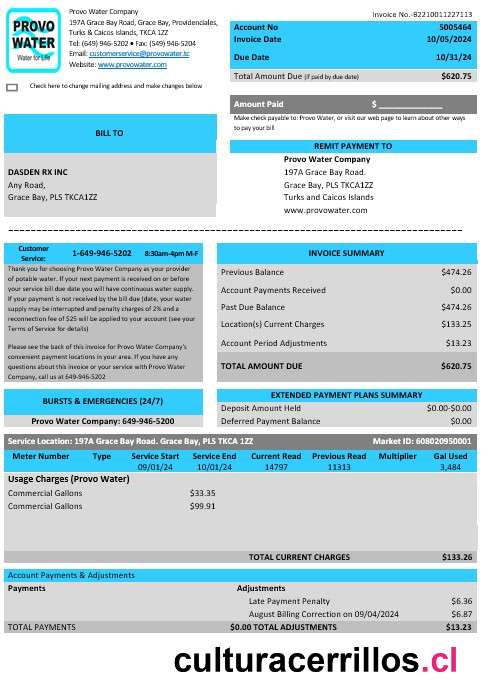 PROVO
WATER
Water for Life
Provo Water Company
197A Grace Bay Road, Grace Bay, Providenciales,
Turks & Caicos Islands, TKCA 1ZZ
Tel: (649) 946-5202 • Fax: (549) 946-5204
Email: customerservice@provowater.tc
Website: www.provowater.com
Check here to change mailing address and make changes below
Invoice No.-B2210011227113
Account No 5005464
Invoice Date 10/05/2024
Due Date 10/31/24
Total Amount Due (if paid by due date) $620.75
Amount Paid $ ______________
Make check payable to: Provo Water, or visit our web page to learn about other ways
to pay your bill
BILL TO
DASDEN RX INC
Any Road,
Grace Bay, PLS TKCA1ZZ
REMIT PAYMENT TO
Provo Water Company
197A Grace Bay Road.
Grace Bay, PLS TKCA1ZZ
Turks and Caicos Islands
www.provowater.com
Customer
Service:
1-649-946-5202 8:30am-4pm M-F
Thank you for choosing Provo Water Company as your provider
of potable water. If your next payment is received on or before
your service bill due date you will have continuous water supply.
If your payment is not received by the bill due [date, your water
supply may be interrupted and penalty charges of 2% and a
reconnection fee of $25 will be applied to your account (see your
Terms of Service for details)
Please see the back of this invoice for Provo Water Company's
convenient payment locations in your area. If you have any
questions about this invoice or your service with Provo Water
Company, call us at 649-946-5202
INVOICE SUMMARY
Previous Balance $474.26
Account Payments Received $0.00
Past Due Balance $474.26
Location(s) Current Charges $133.25
Account Period Adjustments $13.23
TOTAL AMOUNT DUE $620.75
BURSTS & EMERGENCIES (24/7)
Provo Water Company: 649-946-5200
EXTENDED PAYMENT PLANS SUMMARY
Deposit Amount Held $0.00-$0.00
Deferred Payment Balance $0.00
Service Location: 197A Grace Bay Road. Grace Bay, PLS TKCA 1ZZ Market ID: 608020950001
Meter Number Type Service Start Service End Current Read Previous Read Multiplier Gal Used
09/01/24 10/01/24 14797 11313 3,484
Usage Charges (Provo Water)
Commercial Gallons $33.35
Commercial Gallons $99.91
TOTAL CURRENT CHARGES $133.26
Account Payments & Adjustments
Payments Adjustments
Late Payment Penalty $6.36
August Billing Correction on 09/04/2024 $6.87
TOTAL PAYMENTS $0.00 TOTAL ADJUSTMENTS $13.23
culturacerrillos.cl